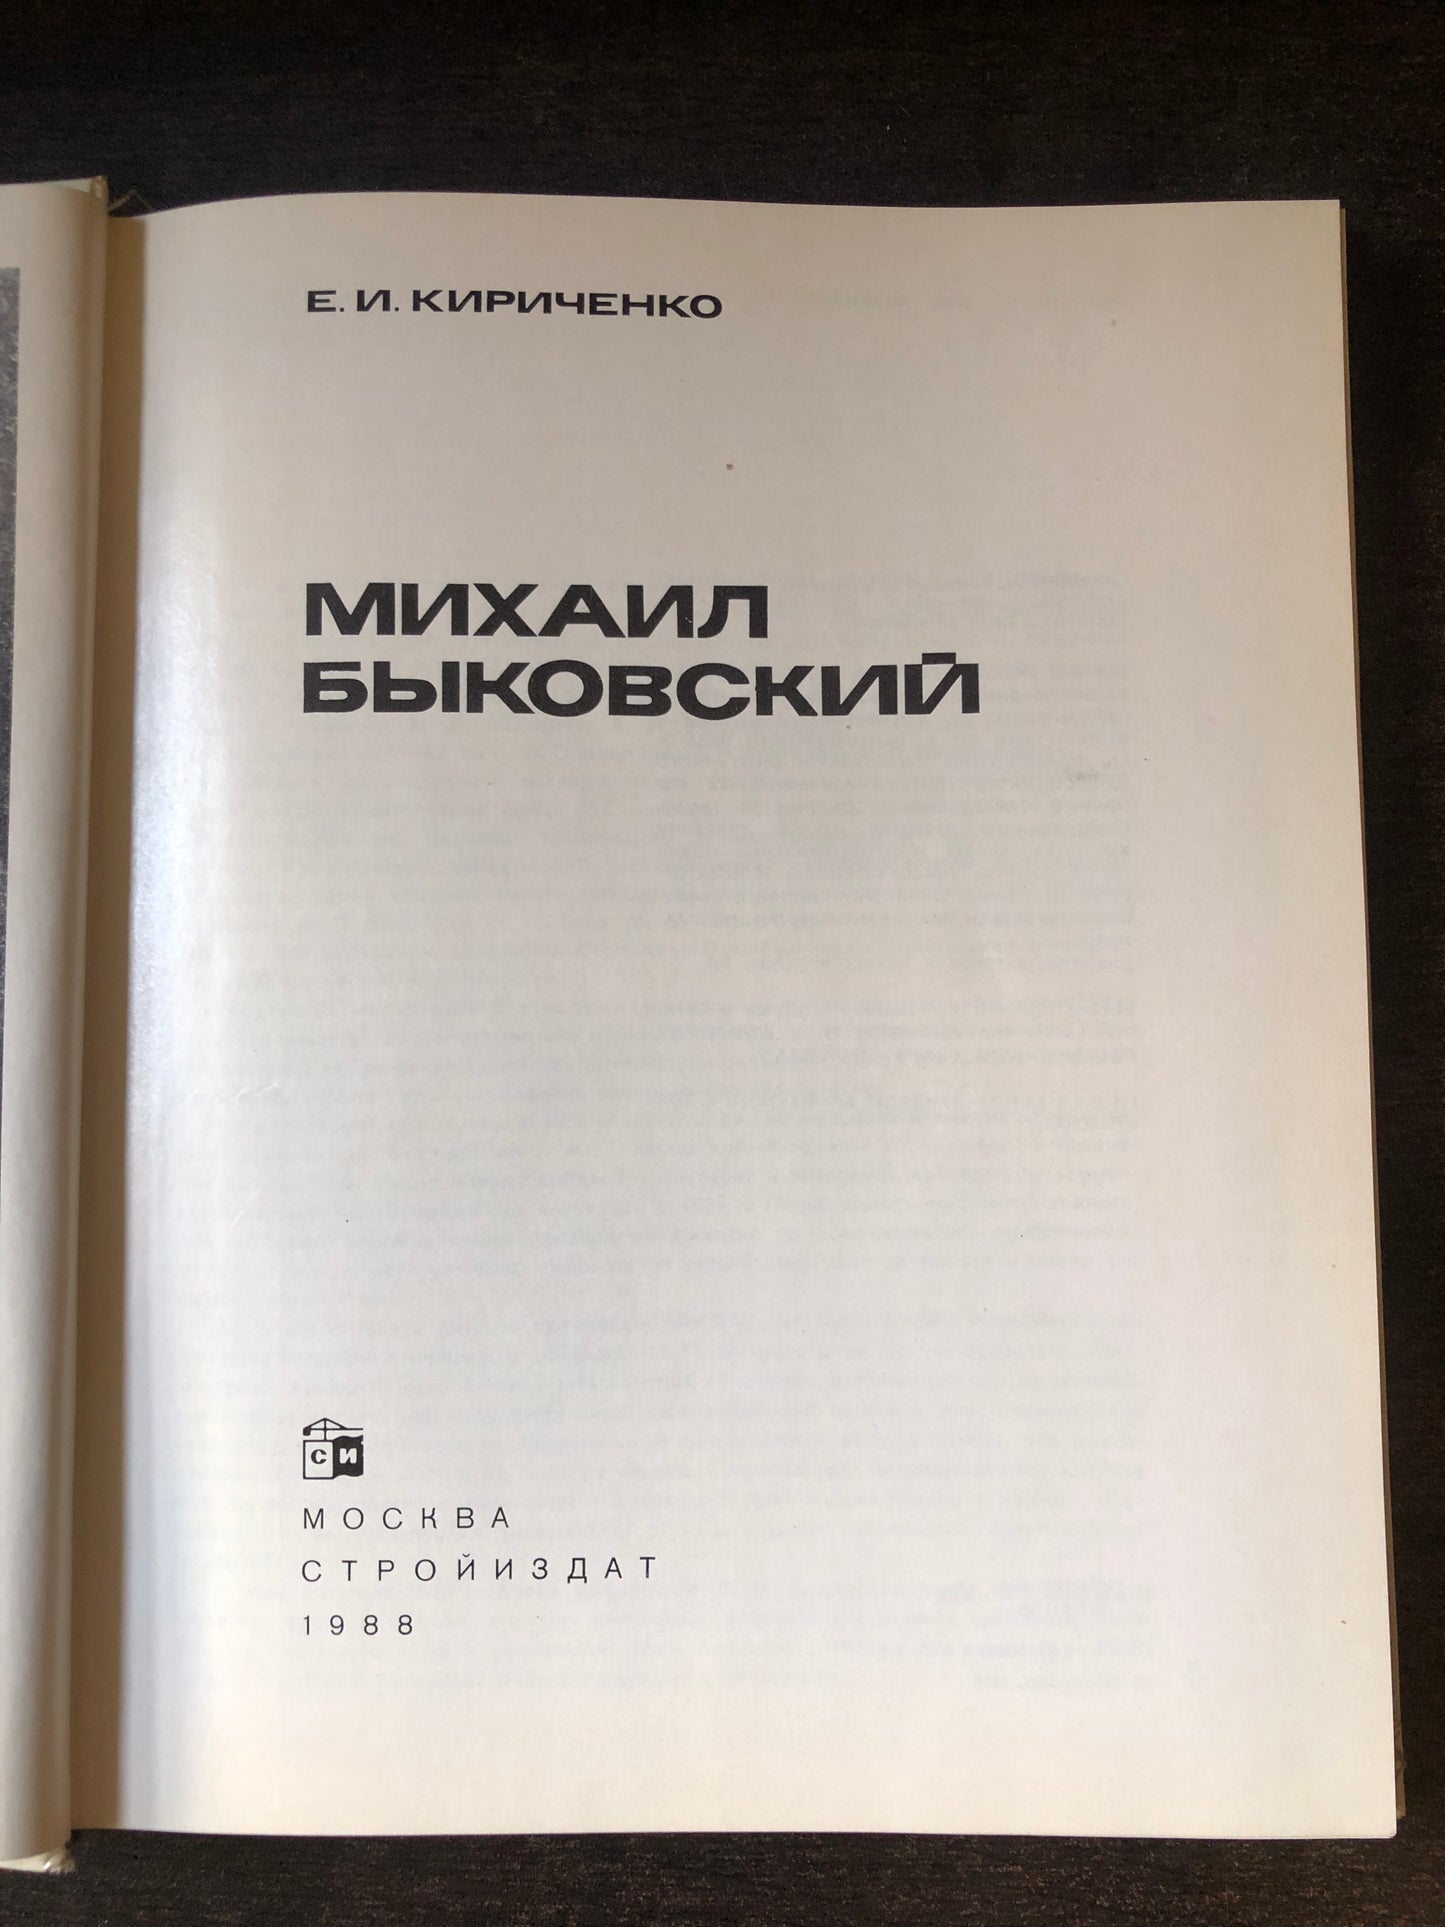 Е. И. КИРИЧЕНКО
МИХАИЛ
БЫКОВСКИЙ
СИ
МОСКВА
СТРОЙИЗДАТ
1988